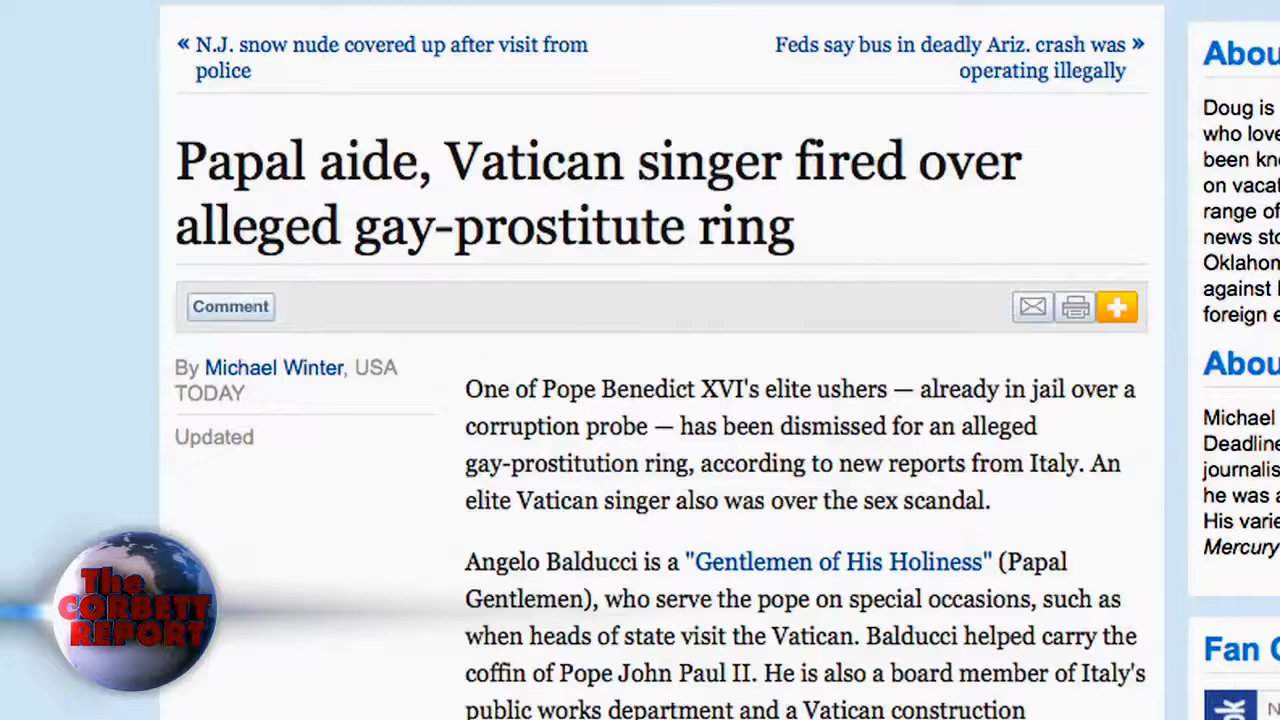 « N.J. snow nude covered up after visit from
police
Feds say bus in deadly Ariz. crash was »
operating illegally
Papal aide, Vatican singer fired over
alleged gay-prostitute ring
Comment
By Michael Winter, USA
TODAY
Updated
One of Pope Benedict XVI's elite ushers — already in jail over a
corruption probe — has been dismissed for an alleged
gay-prostitution ring, according to new reports from Italy. An
elite Vatican singer also was over the sex scandal.
Angelo Balducci is a "Gentlemen of His Holiness" (Papal
Gentlemen), who serve the pope on special occasions, such as
when heads of state visit the Vatican. Balducci helped carry the
coffin of Pope John Paul II. He is also a board member of Italy's
public works department and a Vatican construction
Abou
Doug is
who love
been kn
on vacat
range of
news sto
Oklahom
against
foreign e
Abou
Michael
Deadline
journalis
he was a
His varie
Mercury
Fan
The
CORBETT
REPORT